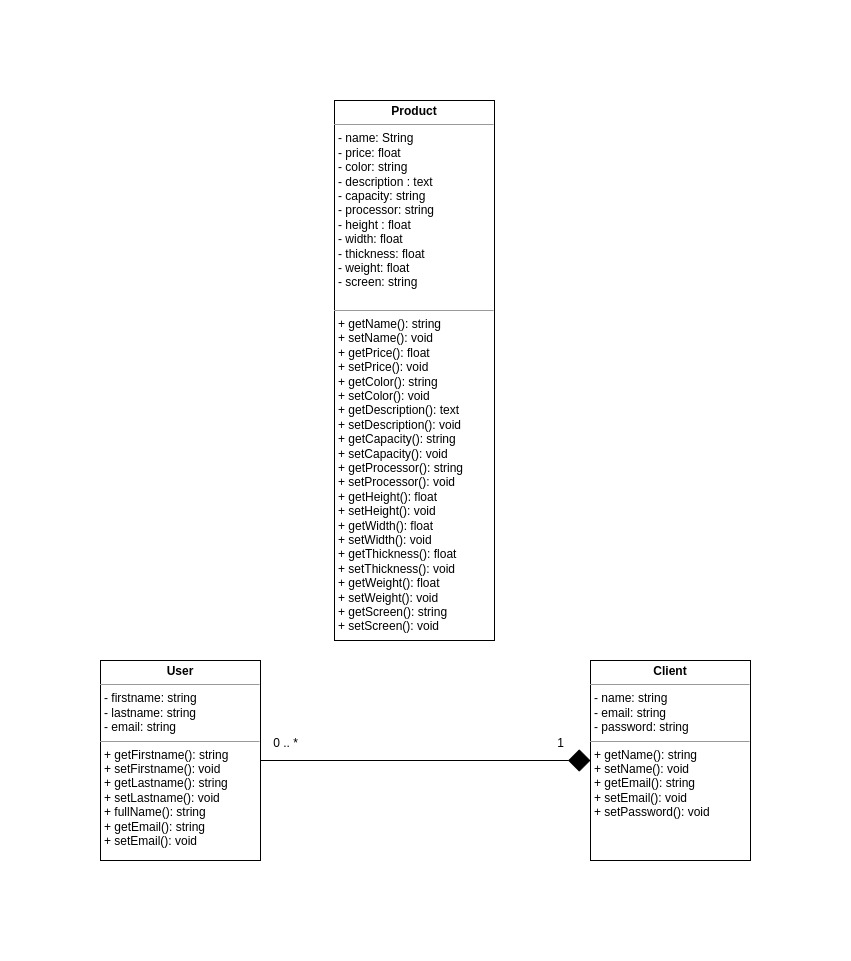 Product
- name: String
- price: float
- color: string
- description : text
- capacity: string
- processor: string
- height : float
- width: float
- thickness: float
- weight: float
- screen: string
+ getName(): string
+ setName(): void
+ getPrice(): float
+ setPrice(): void
+ getColor(): string
+ setColor(): void
+ getDescription(): text
+ setDescription(): void
+ getCapacity(): string
+ setCapacity(): void
+ getProcessor(): string
+ setProcessor(): void
+ getHeight(): float
+ setHeight(): void
+ getWidth(): float
+ setWidth(): void
+ getThickness(): float
+ setThickness(): void
+ getWeight(): float
+ setWeight(): void
+ getScreen(): string
+ setScreen(): void
User
- firstname: string
- lastname: string
- email: string
+ getFirstname(): string
+ setFirstname(): void
+ getLastname(): string
+ setLastname(): void
+ fullName(): string
+ getEmail(): string
+ setEmail(): void
0 .. *
1
Client
- name: string
- email: string
- password: string
+ getName(): string
+ setName(): void
+ getEmail(): string
+ setEmail(): void
+ setPassword(): void